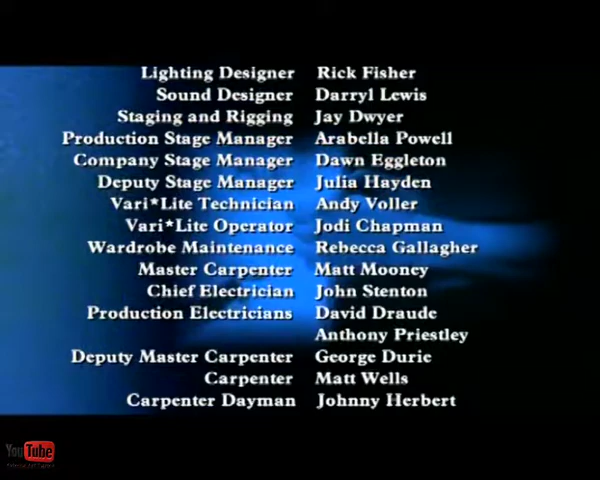 Lighting Designer Rick Fisher
Sound Designer Darryl Lewis
Staging and Rigging Jay Dwyer
Production Stage Manager Arabella Powell
Company Stage Manager Dawn Eggleton
Deputy Stage Manager Julia Hayden
Vari*Lite Technician Andy Voller
Vari*Lite Operator Jodi Chapman
Wardrobe Maintenance Rebecca Gallagher
Master Carpenter Matt Mooney
Chief Electrician John Stenton
Production Electricians David Draude
Anthony Priestley
Deputy Master Carpenter George Durie
Carpenter Matt Wells
Carpenter Dayman Johnny Herbert
YouTube